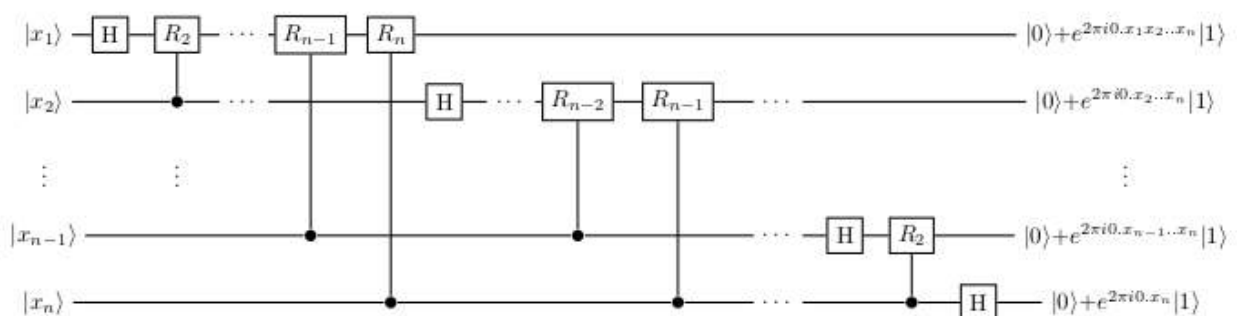 |x₁⟩ H R₂ ⋯ Rₙ₋₁ Rₙ |0⟩+e^{2πi0.x₁x₂..xₙ}|1⟩
|x₂⟩ ⋯ H ⋯ Rₙ₋₂ Rₙ₋₁ ⋯ |0⟩+e^{2πi0.x₂..xₙ}|1⟩
⋮ ⋮ ⋮
|xₙ₋₁⟩ ⋯ H R₂ |0⟩+e^{2πi0.xₙ₋₁..xₙ}|1⟩
|xₙ⟩ ⋯ H |0⟩+e^{2πi0.xₙ}|1⟩